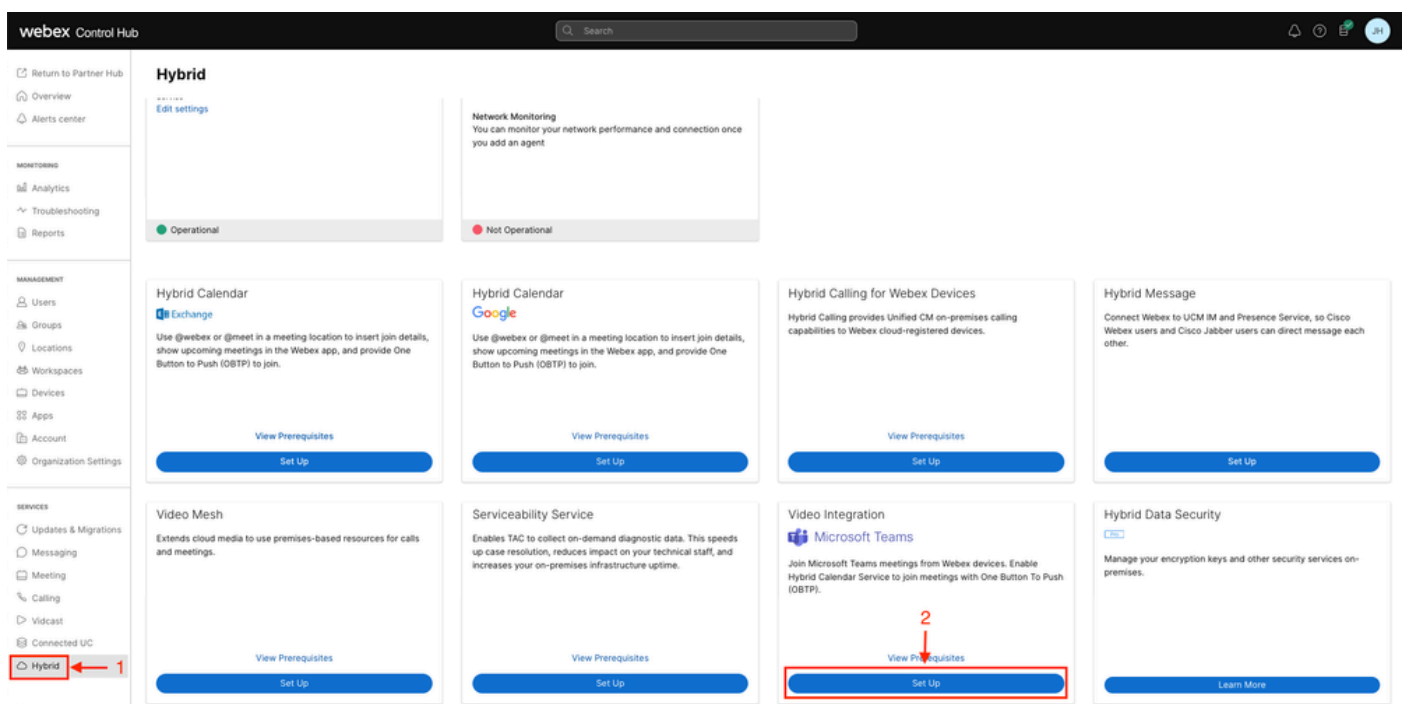 webex Control Hub
Search
JH
Return to Partner Hub
Overview
Alerts center
MONITORING
Analytics
Troubleshooting
Reports
MANAGEMENT
Users
Groups
Locations
Workspaces
Devices
Apps
Account
Organization Settings
SERVICES
Updates & Migrations
Messaging
Meeting
Calling
Vidcast
Connected UC
Hybrid
1
Hybrid
Edit settings
Operational
Network Monitoring
You can monitor your network performance and connection once
you add an agent
Not Operational
Hybrid Calendar
Exchange
Use @webex or @meet in a meeting location to insert join details,
show upcoming meetings in the Webex app, and provide One
Button to Push (OBTP) to join.
View Prerequisites
Set Up
Hybrid Calendar
Google
Use @webex or @meet in a meeting location to insert join details,
show upcoming meetings in the Webex app, and provide One
Button to Push (OBTP) to join.
View Prerequisites
Set Up
Hybrid Calling for Webex Devices
Hybrid Calling provides Unified CM on-premises calling
capabilities to Webex cloud-registered devices.
View Prerequisites
Set Up
Hybrid Message
Connect Webex to UCM IM and Presence Service, so Cisco
Webex users and Cisco Jabber users can direct message each
other.
Set Up
Video Mesh
Extends cloud media to use premises-based resources for calls
and meetings.
View Prerequisites
Set Up
Serviceability Service
Enables TAC to collect on-demand diagnostic data. This speeds
up case resolution, reduces impact on your technical staff, and
increases your on-premises infrastructure uptime.
View Prerequisites
Set Up
Video Integration
Microsoft Teams
Join Microsoft Teams meetings from Webex devices. Enable
Hybrid Calendar Service to join meetings with One Button To Push
(OBTP).
2
View Prerequisites
Set Up
Hybrid Data Security
Manage your encryption keys and other security services on-
premises.
Learn More